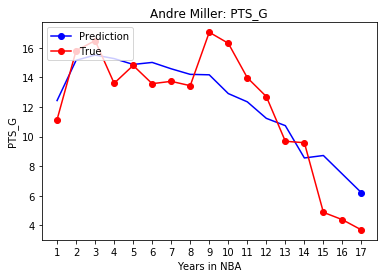 Andre Miller: PTS_G
Prediction
True
16
14
12
10
8
6
4
PTS_G
1 2 3 4 5 6 7 8 9 10 11 12 13 14 15 16 17
Years in NBA